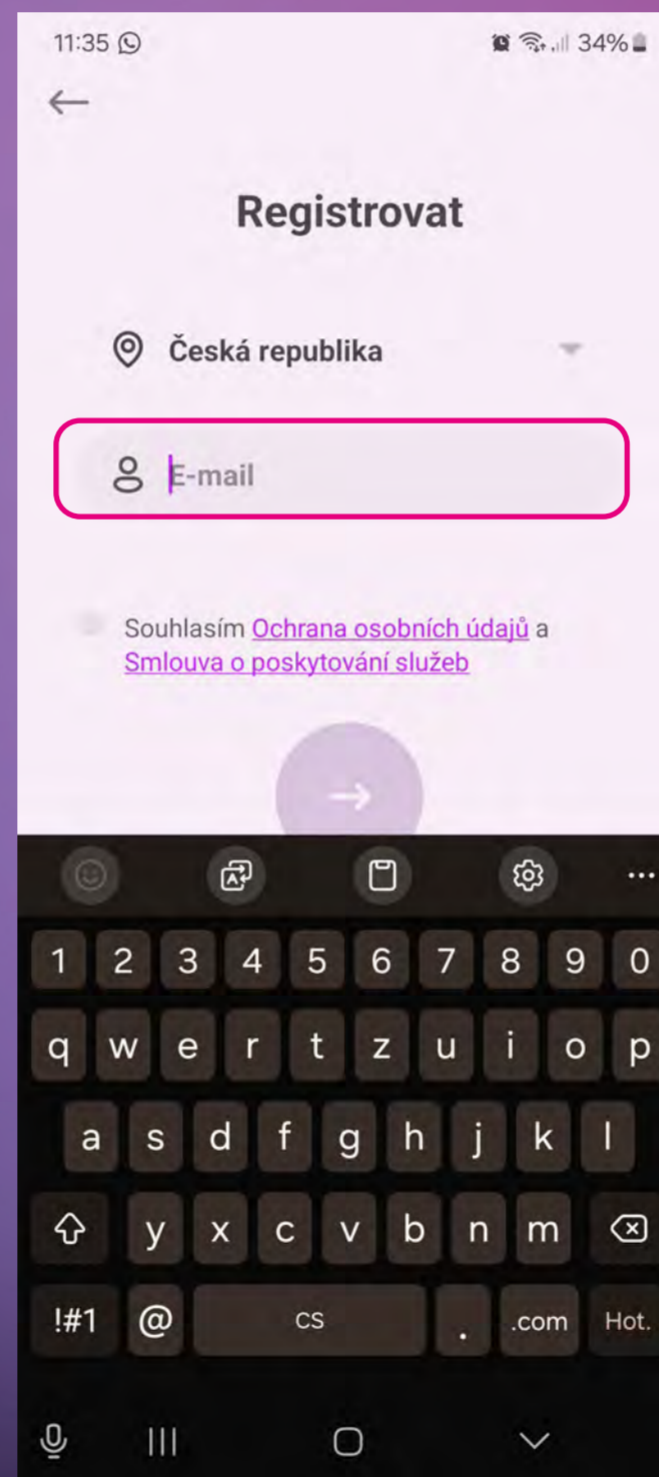 11:35 34%
Registrovat
Česká republika
E-mail
Souhlasím Ochrana osobních údajů a
Smlouva o poskytování služeb
1 2 3 4 5 6 7 8 9 0
q w e r t z u i o p
a s d f g h j k l
y x c v b n m
!#1 @ cs . .com Hot.